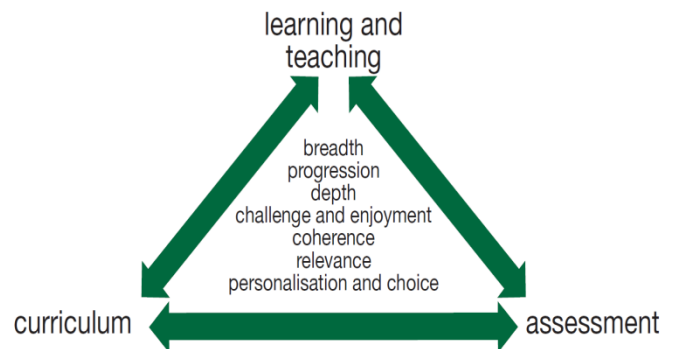 learning and
teaching
breadth
progression
depth
challenge and enjoyment
coherence
relevance
personalisation and choice
curriculum
assessment